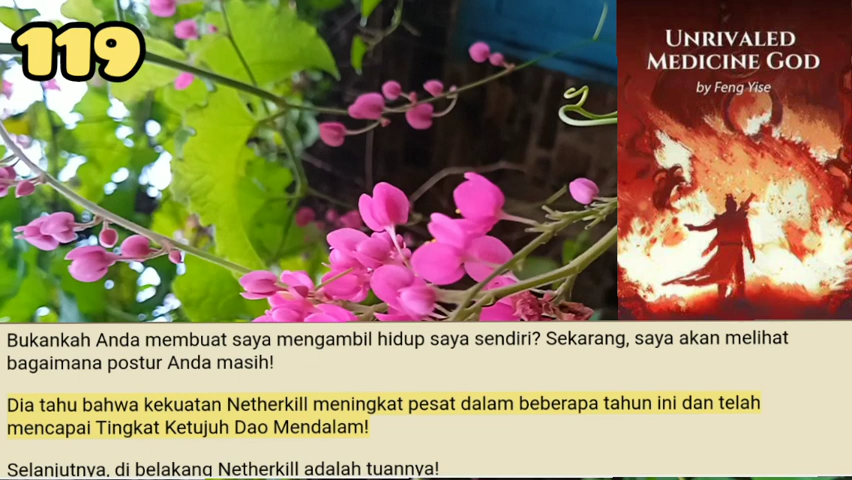 119
UNRIVALED
MEDICINE GOD
by Feng Yise
Bukankah Anda membuat saya mengambil hidup saya sendiri? Sekarang, saya akan melihat
bagaimana postur Anda masih!
Dia tahu bahwa kekuatan Netherkill meningkat pesat dalam beberapa tahun ini dan telah
mencapai Tingkat Ketujuh Dao Mendalam!
Selanjutnya, di belakang Netherkill adalah tuannya!